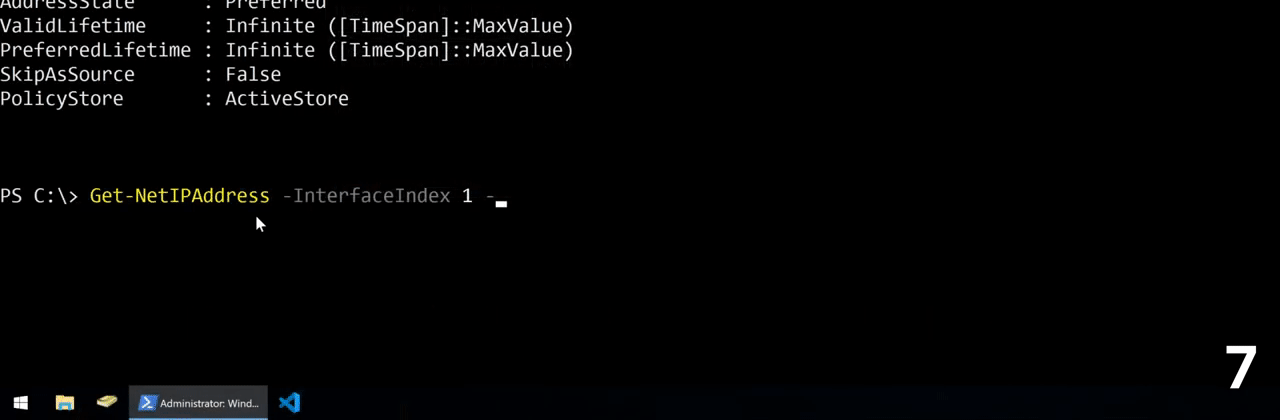 AddressState      : Preferred
ValidLifetime     : Infinite ([TimeSpan]::MaxValue)
PreferredLifetime : Infinite ([TimeSpan]::MaxValue)
SkipAsSource      : False
PolicyStore       : ActiveStore
PS C:\> Get-NetIPAddress -InterfaceIndex 1 -
7
Administrator: Wind...